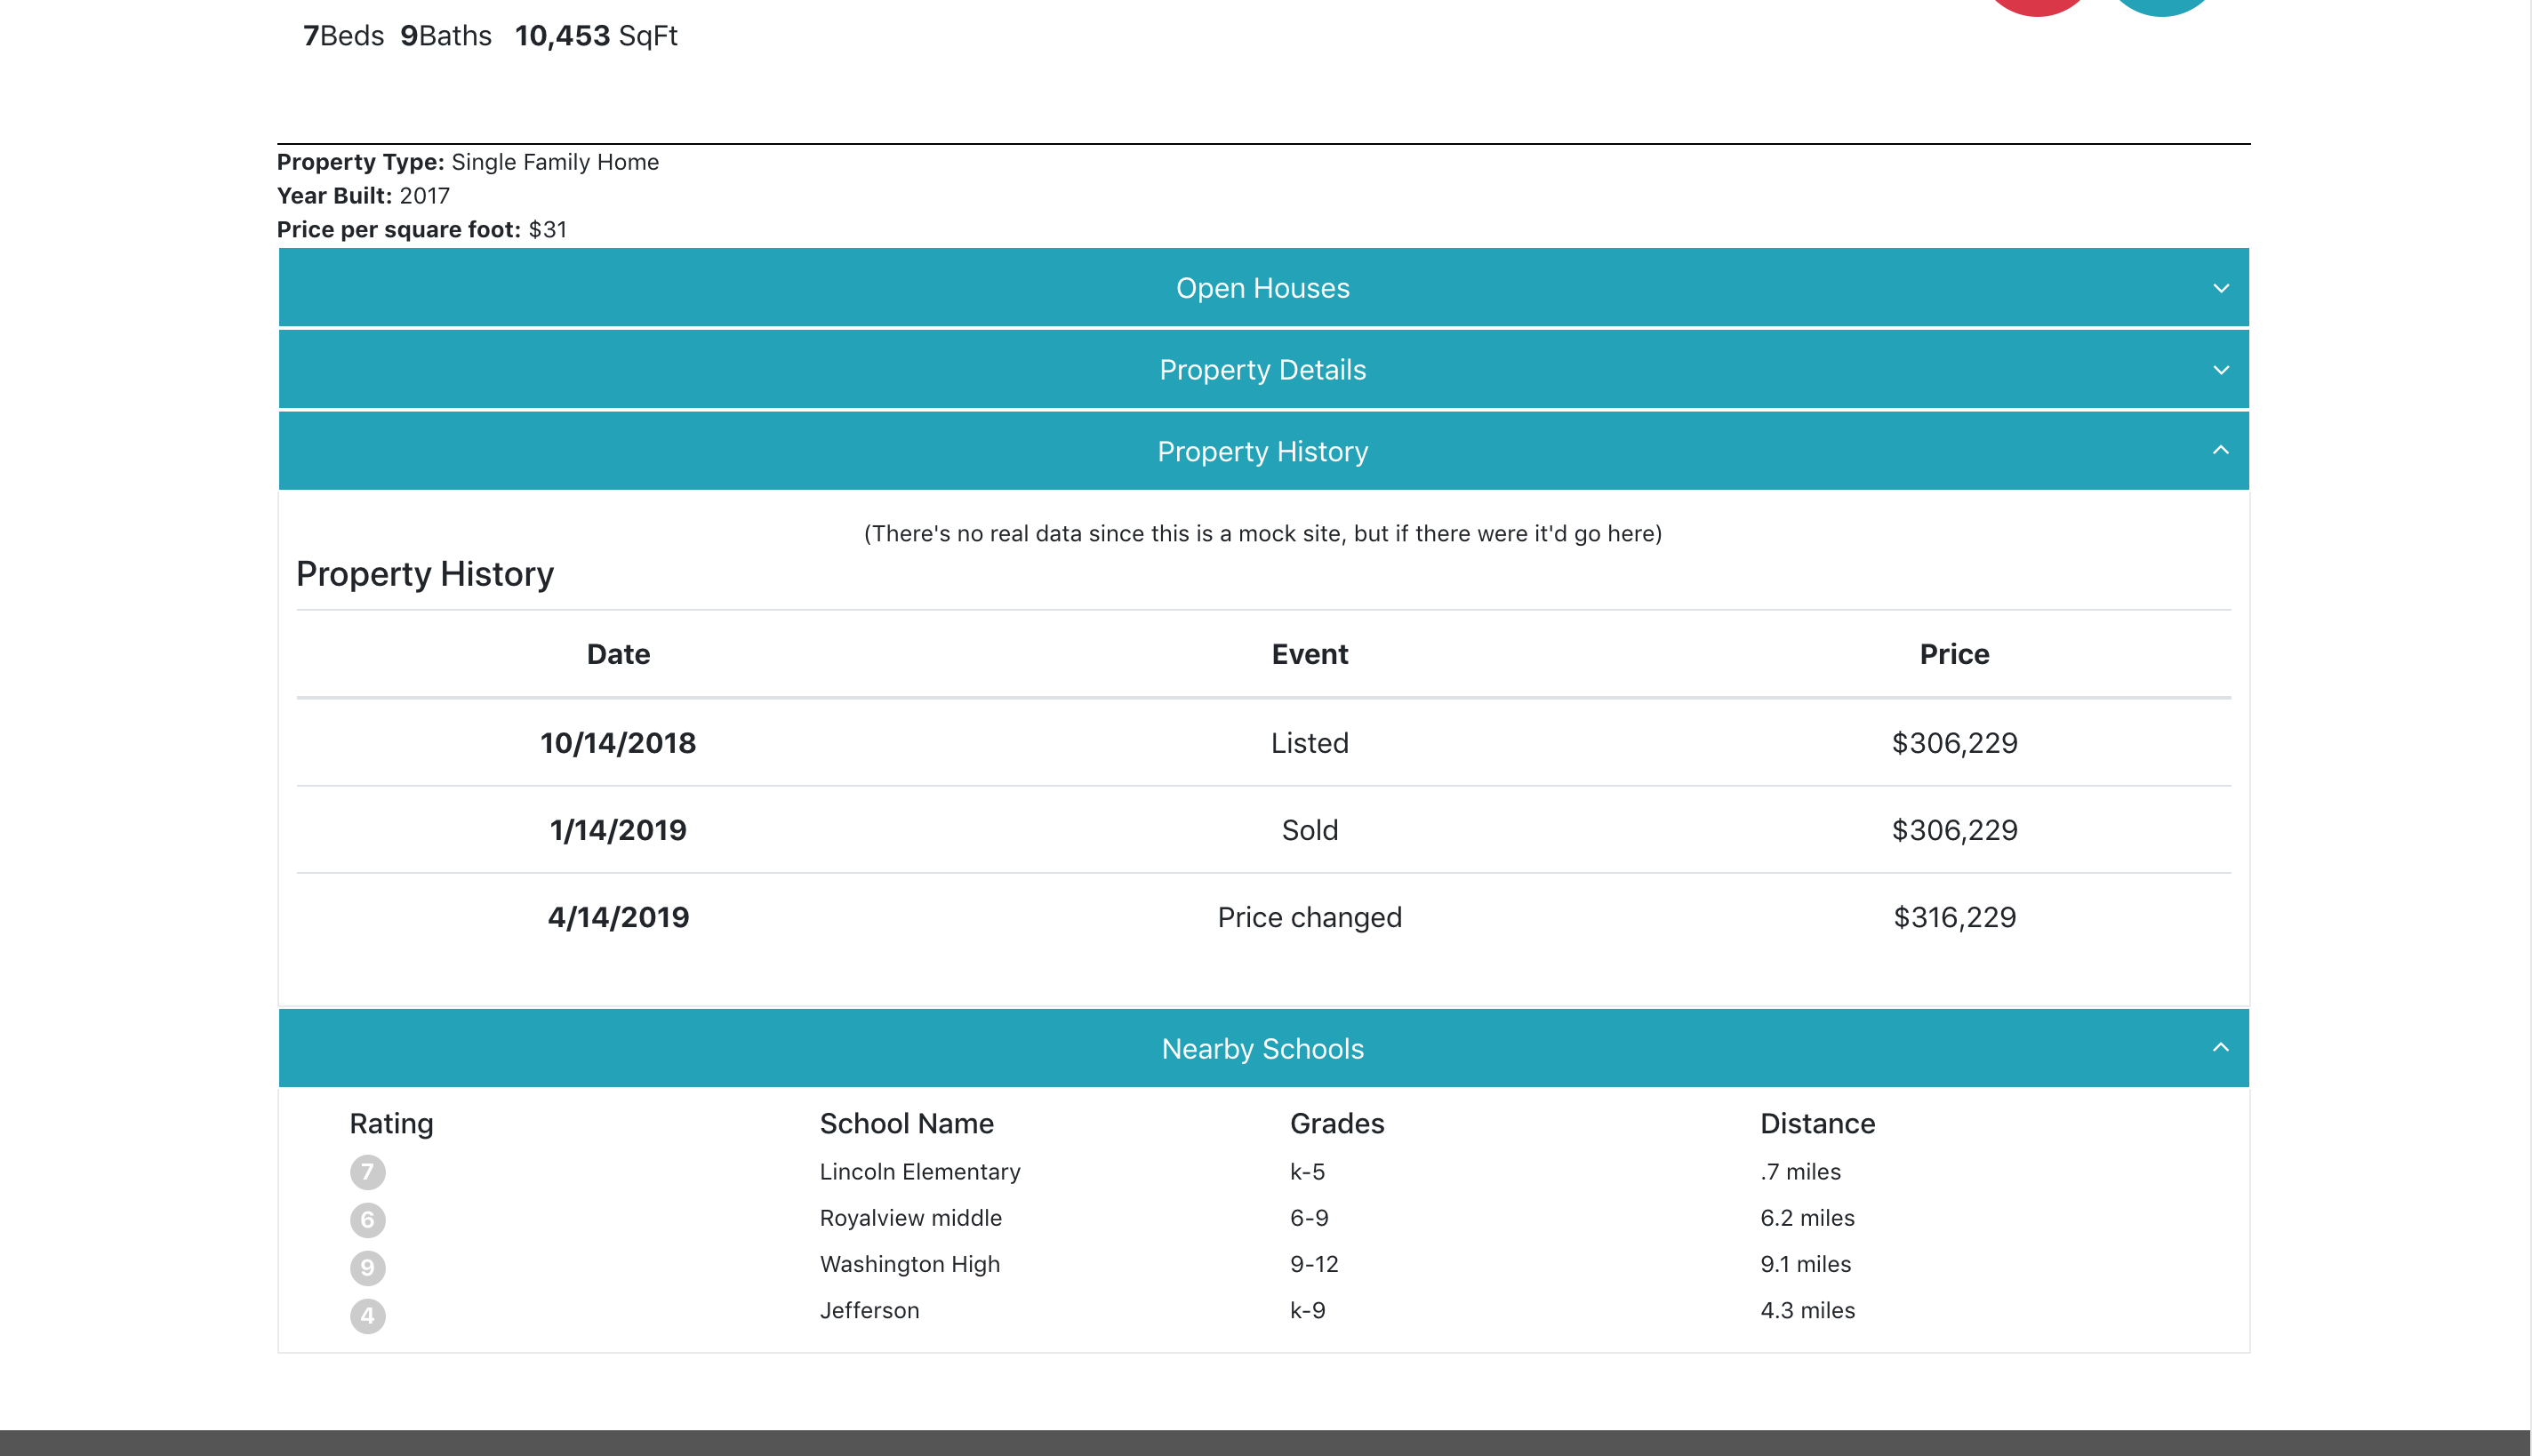 7Beds 9Baths 10,453 SqFt
Property Type: Single Family Home
Year Built: 2017
Price per square foot: $31
Open Houses
Property Details
Property History
(There's no real data since this is a mock site, but if there were it'd go here)
Property History
Date Event Price
10/14/2018 Listed $306,229
1/14/2019 Sold $306,229
4/14/2019 Price changed $316,229
Nearby Schools
Rating School Name Grades Distance
7 Lincoln Elementary k-5 .7 miles
6 Royalview middle 6-9 6.2 miles
9 Washington High 9-12 9.1 miles
4 Jefferson k-9 4.3 miles